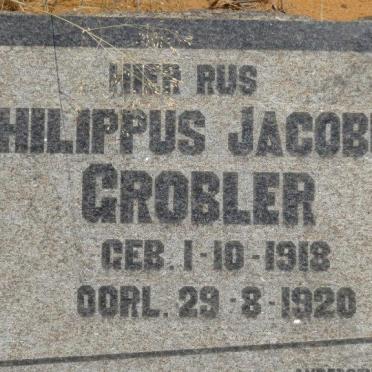 HIER RUS
HILIPPUS JACOB
GROBLER
GEB. 1-10-1918
OORL. 29-8-1920